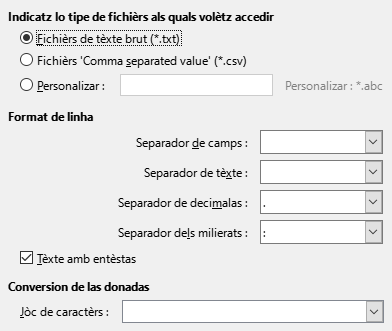 Indicatz lo tipe de fichièrs als quals volètz accedir
Fichièrs de tèxte brut (*.txt)
Fichièrs 'Comma separated value' (*.csv)
Personalizar :
Personalizar : *.abc
Format de linha
Separador de camps :
Separador de tèxte :
Separador de decimalas : .
Separador dels milierats : :
Tèxte amb entèstas
Conversion de las donadas
Jòc de caractèrs :